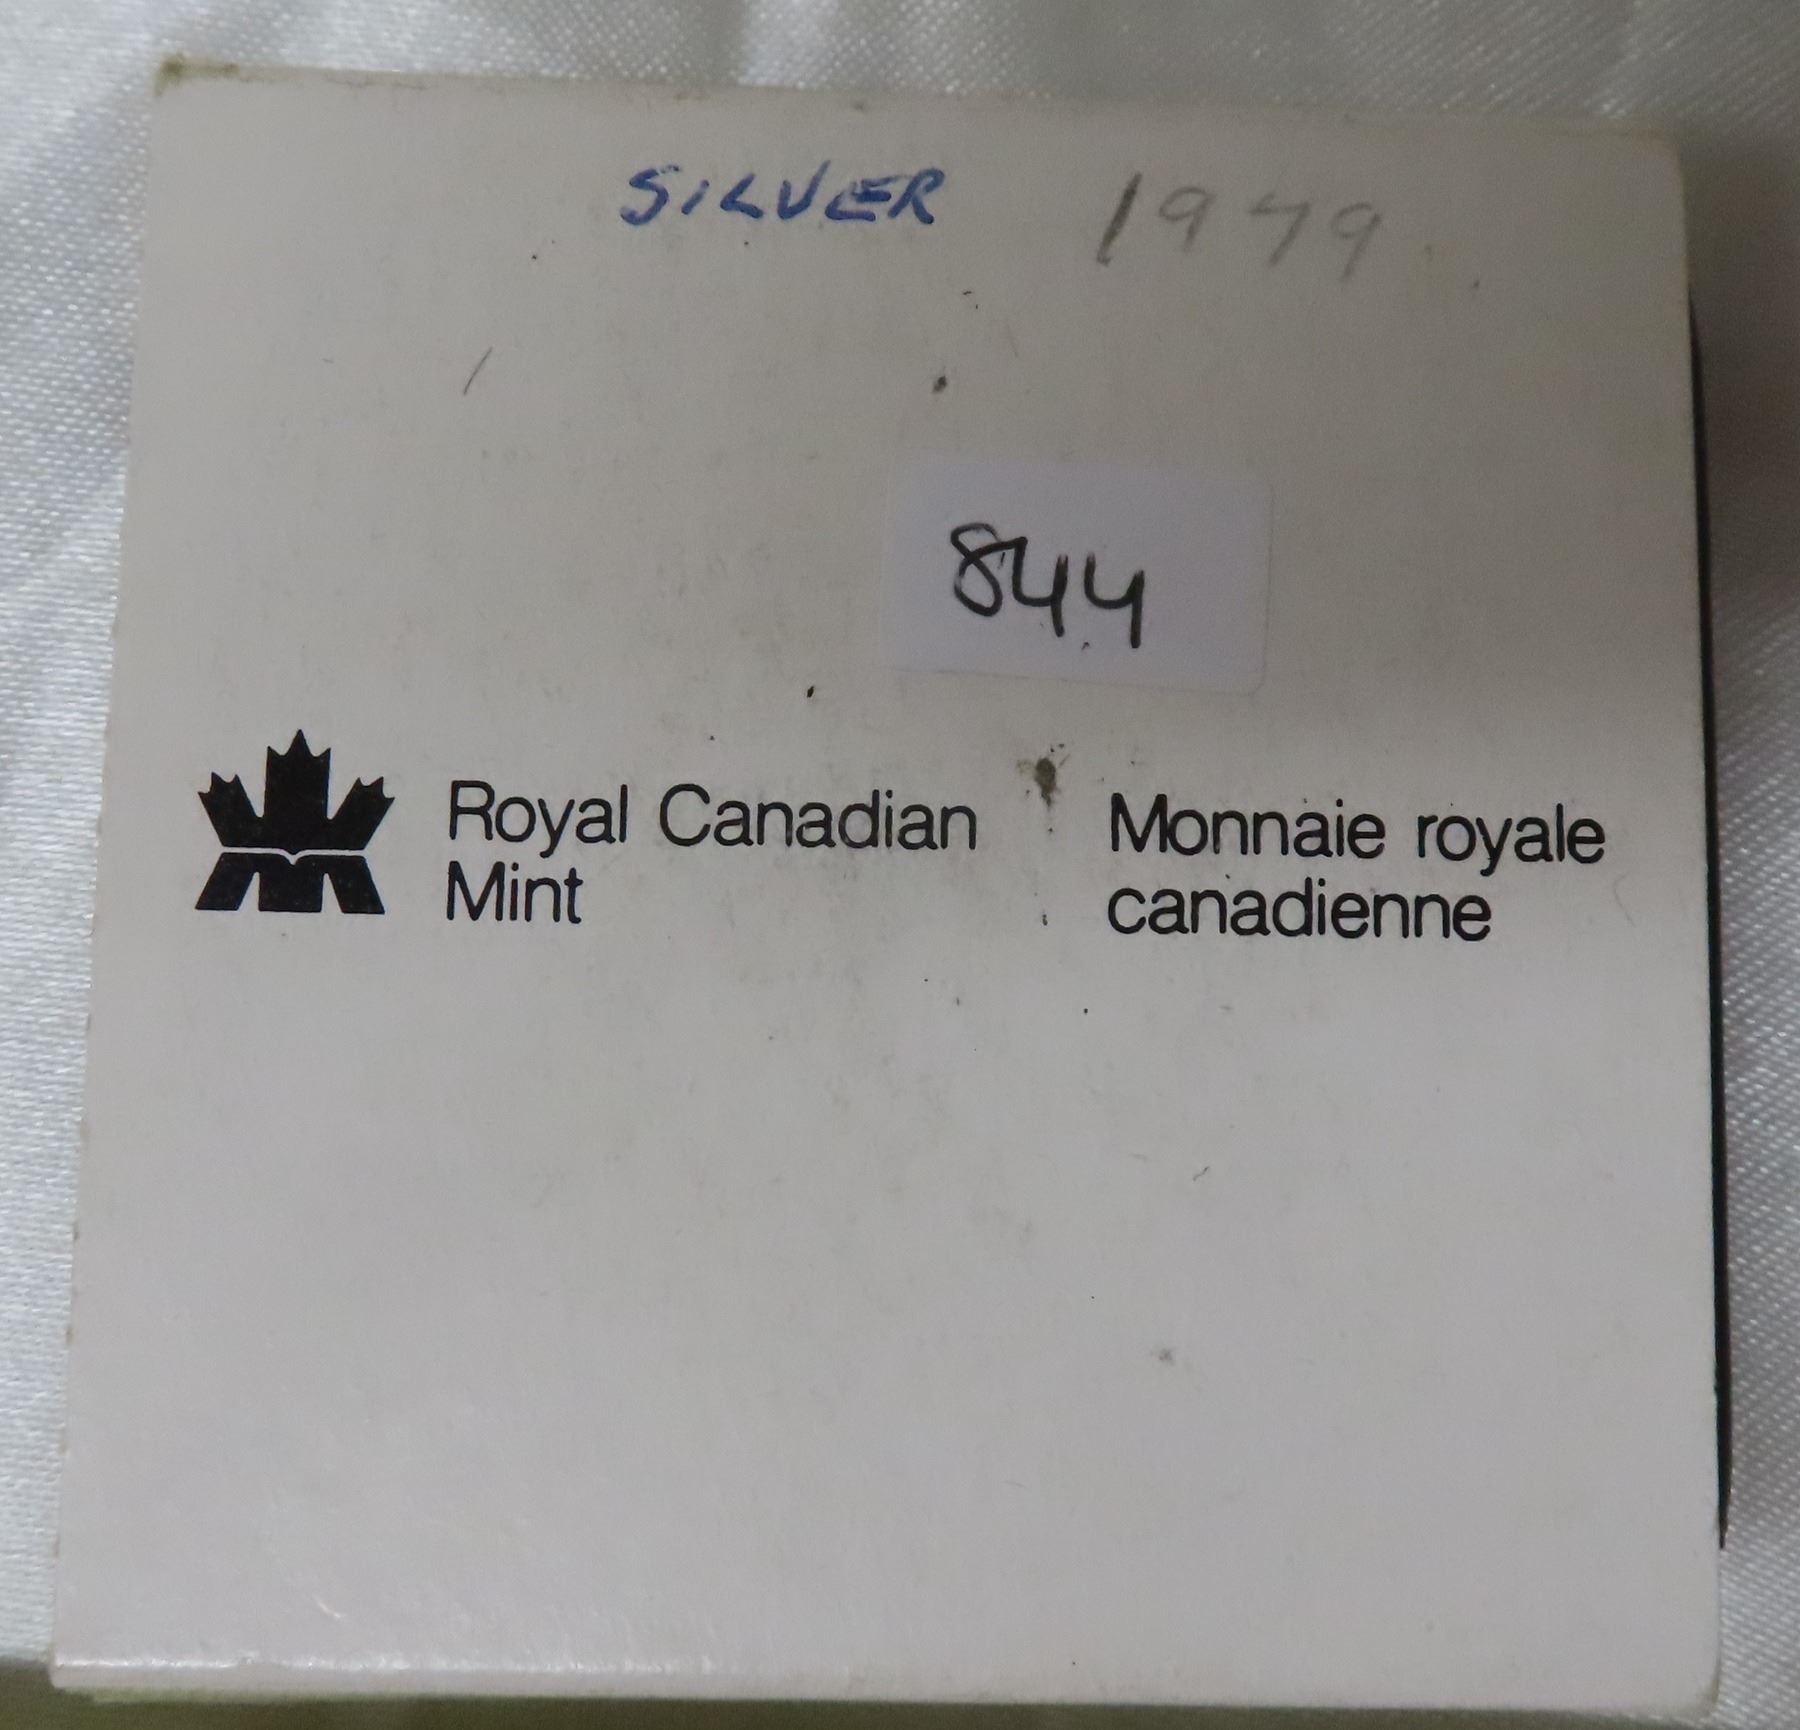 SILVER 1979
844
Royal Canadian
Mint
Monnaie royale
canadienne